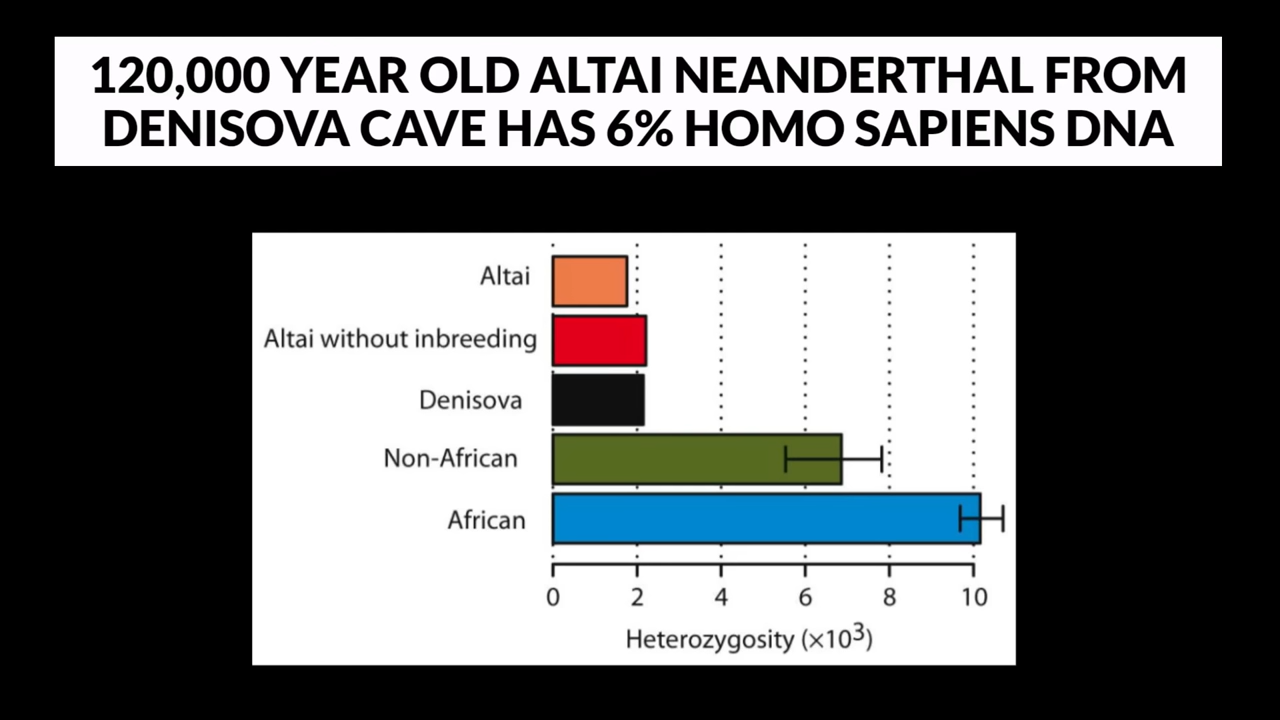 120,000 YEAR OLD ALTAI NEANDERTHAL FROM
DENISOVA CAVE HAS 6% HOMO SAPIENS DNA
Altai
Altai without inbreeding
Denisova
Non-African
African
0 2 4 6 8 10
Heterozygosity (×10³)